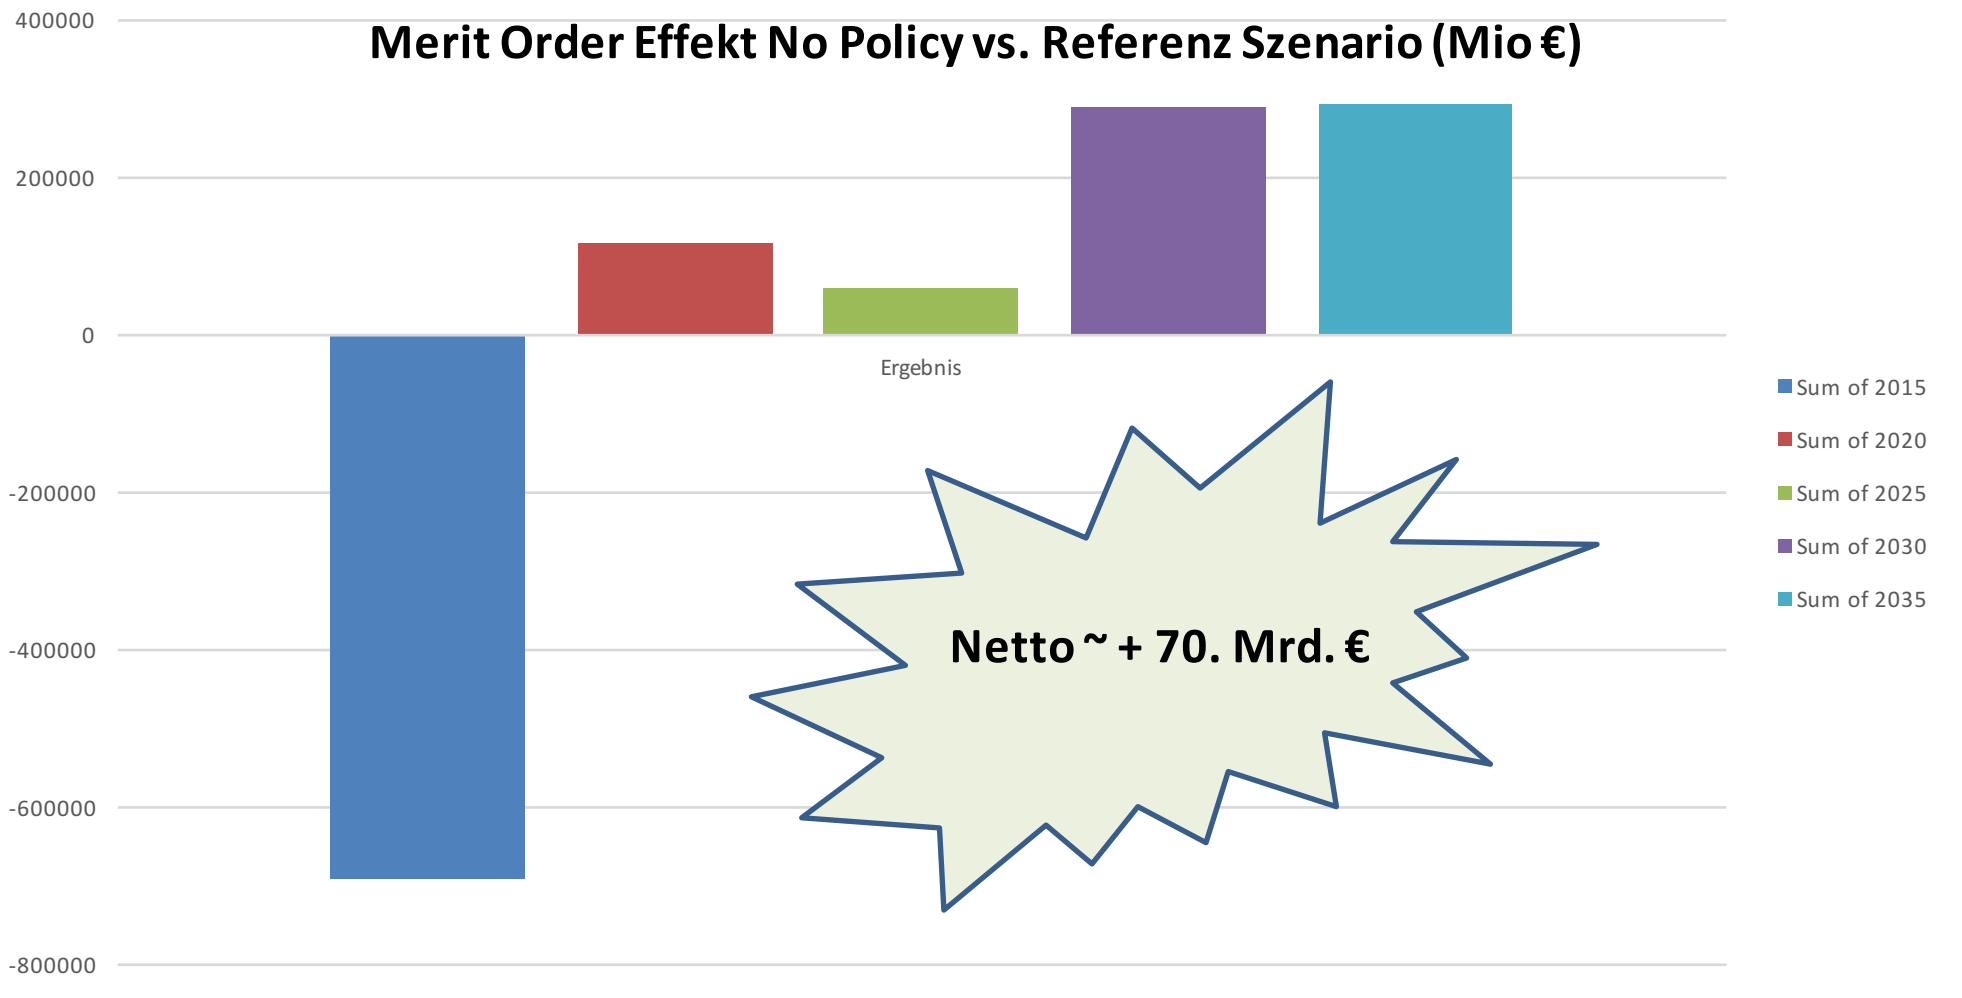 Merit Order Effekt No Policy vs. Referenz Szenario (Mio €)
400000
200000
0
-200000
-400000
-600000
-800000
Ergebnis
Netto ~ + 70. Mrd. €
Sum of 2015
Sum of 2020
Sum of 2025
Sum of 2030
Sum of 2035